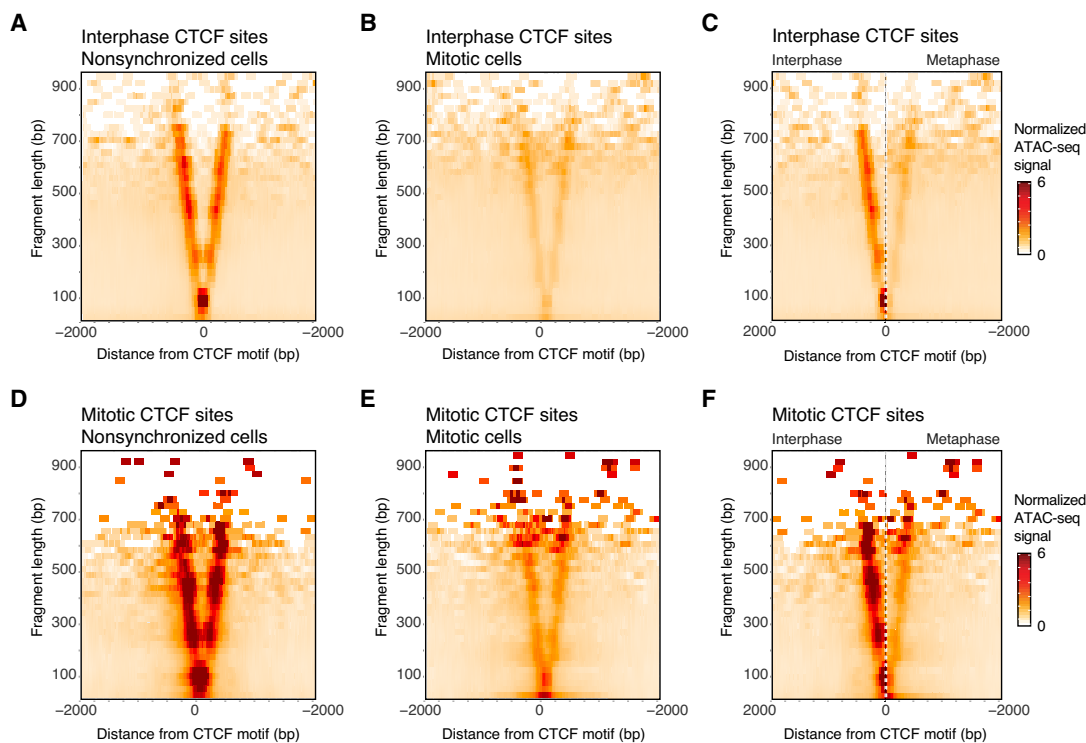 A
Interphase CTCF sites
Nonsynchronized cells
Fragment length (bp)
900
700
500
300
100
−2000
0
−2000
Distance from CTCF motif (bp)
B
Interphase CTCF sites
Mitotic cells
Fragment length (bp)
900
700
500
300
100
−2000
0
−2000
Distance from CTCF motif (bp)
C
Interphase CTCF sites
Interphase
Metaphase
Fragment length (bp)
900
700
500
300
100
2000
0
−2000
Distance from CTCF motif (bp)
Normalized
ATAC-seq
signal
6
0
D
Mitotic CTCF sites
Nonsynchronized cells
Fragment length (bp)
900
700
500
300
100
−2000
0
−2000
Distance from CTCF motif (bp)
E
Mitotic CTCF sites
Mitotic cells
Fragment length (bp)
900
700
500
300
100
−2000
0
−2000
Distance from CTCF motif (bp)
F
Mitotic CTCF sites
Interphase
Metaphase
Fragment length (bp)
900
700
500
300
100
2000
0
−2000
Distance from CTCF motif (bp)
Normalized
ATAC-seq
signal
6
0